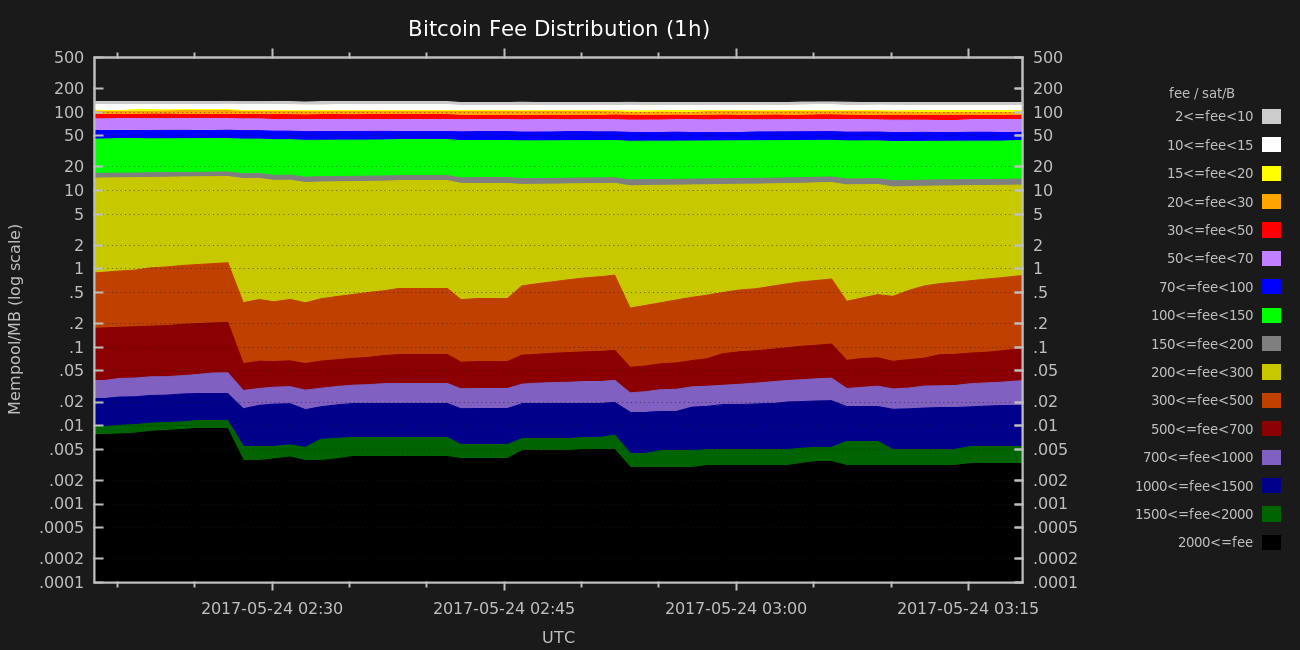 Bitcoin Fee Distribution (1h)
500 500
200 200
100 100
50 50
20 20
10 10
5 5
2 2
1 1
.5 .5
.2 .2
.1 .1
.05 .05
.02 .02
.01 .01
.005 .005
.002 .002
.001 .001
.0005 .0005
.0002 .0002
.0001 .0001
Mempool/MB (log scale)
2017-05-24 02:30 2017-05-24 02:45 2017-05-24 03:00 2017-05-24 03:15
UTC
fee / sat/B
2<=fee<10
10<=fee<15
15<=fee<20
20<=fee<30
30<=fee<50
50<=fee<70
70<=fee<100
100<=fee<150
150<=fee<200
200<=fee<300
300<=fee<500
500<=fee<700
700<=fee<1000
1000<=fee<1500
1500<=fee<2000
2000<=fee